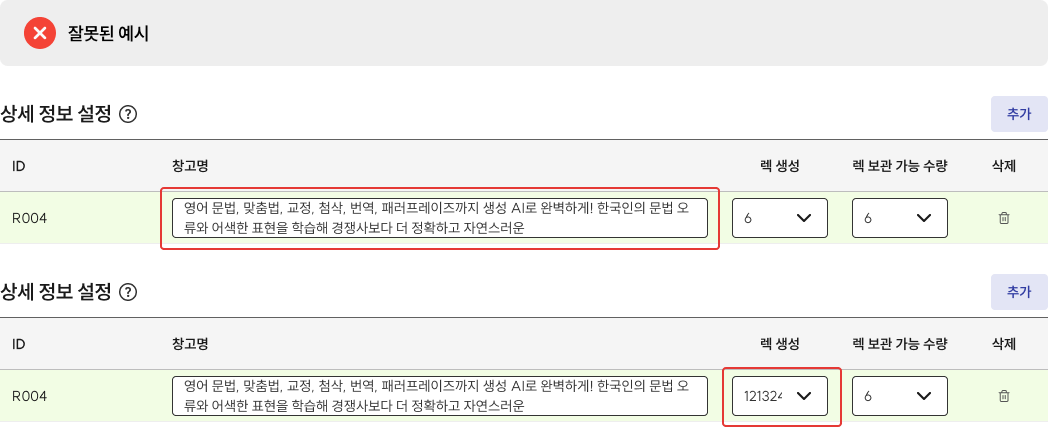 잘못된 예시
상세 정보 설정 ?
추가
ID 창고명 렉 생성 렉 보관 가능 수량 삭제
R004
영어 문법, 맞춤법, 교정, 첨삭, 번역, 패러프레이즈까지 생성 AI로 완벽하게! 한국인의 문법 오
류와 어색한 표현을 학습해 경쟁사보다 더 정확하고 자연스러운
6
6
상세 정보 설정 ?
추가
ID 창고명 렉 생성 렉 보관 가능 수량 삭제
R004
영어 문법, 맞춤법, 교정, 첨삭, 번역, 패러프레이즈까지 생성 AI로 완벽하게! 한국인의 문법 오
류와 어색한 표현을 학습해 경쟁사보다 더 정확하고 자연스러운
121324
6